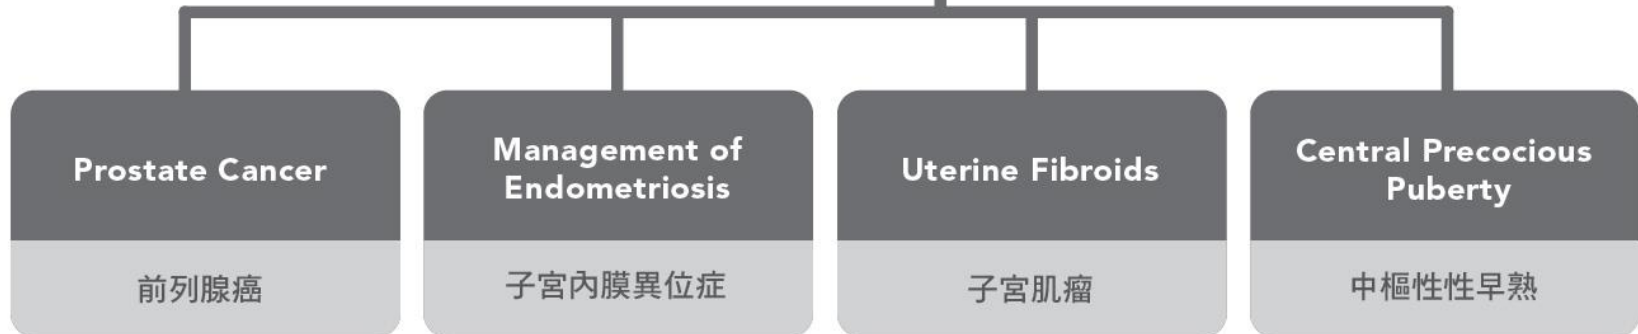 Prostate Cancer
前列腺癌
Management of
Endometriosis
子宮內膜異位症
Uterine Fibroids
子宮肌瘤
Central Precocious
Puberty
中樞性性早熟